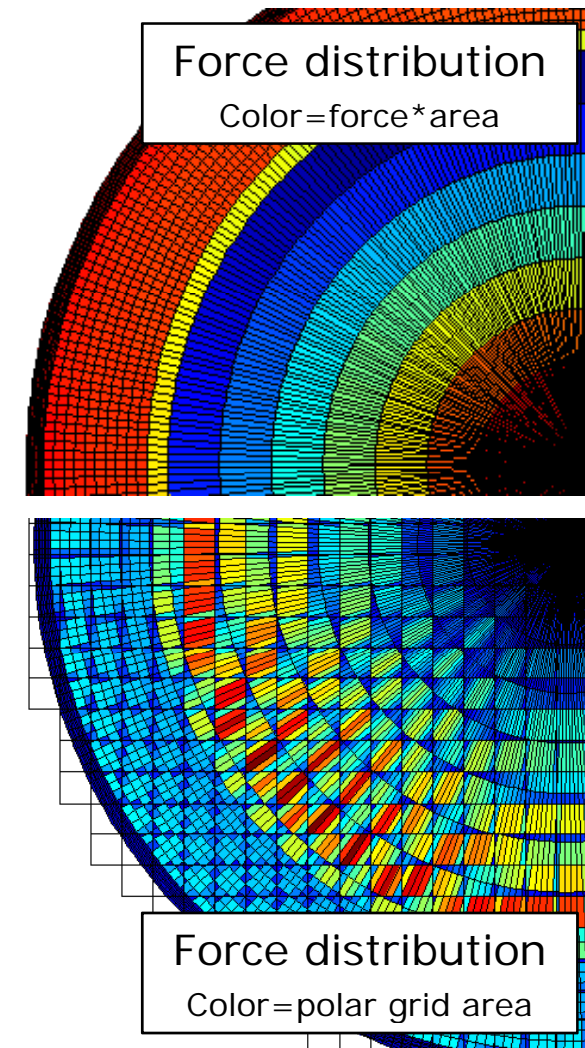 Force distribution
Color=force*area
Force distribution
Color=polar grid area